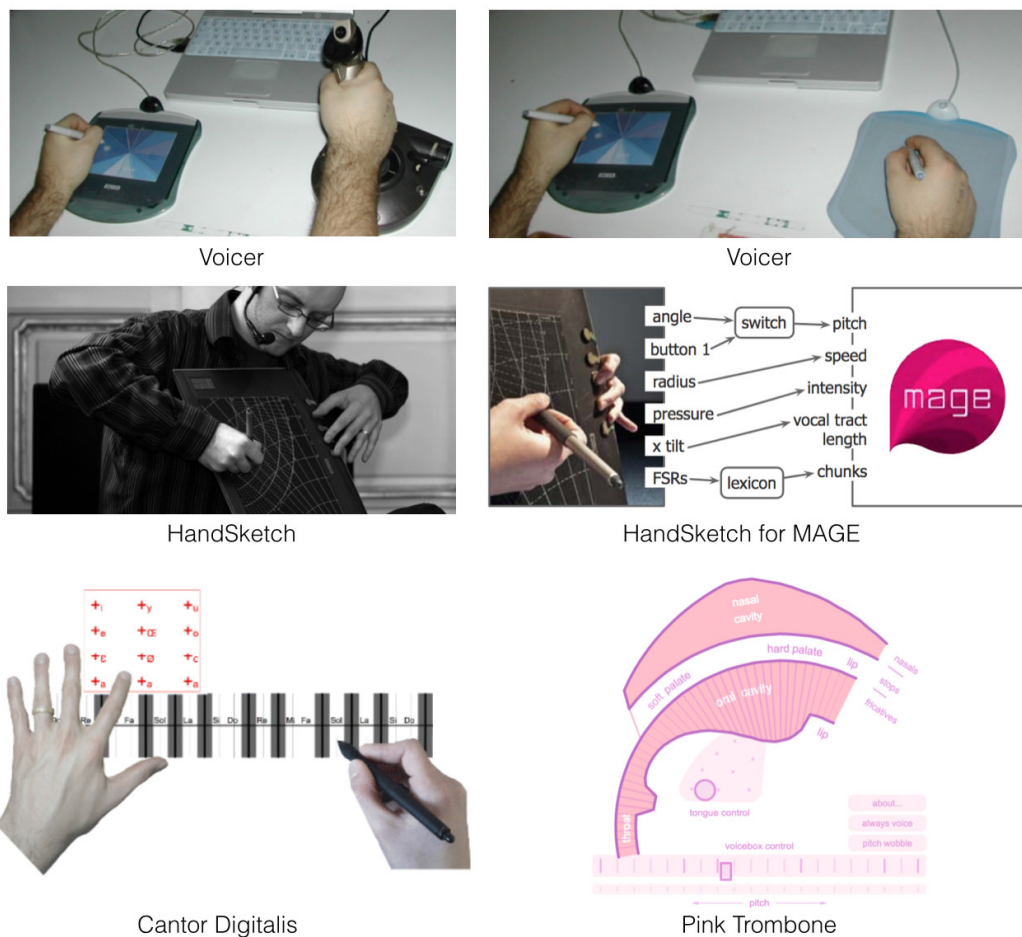 Voicer
Voicer
HandSketch
angle
button 1
radius
pressure
x tilt
FSRs
switch
lexicon
pitch
speed
intensity
vocal tract
length
chunks
mage
HandSketch for MAGE
i
y
u
e
Œ
o
ɛ
Ø
ɔ
a
a
a
Re
Fa
Sol
La
Si
Do
Re
Mi
Fa
Sol
La
Si
Do
Cantor Digitalis
nasal
cavity
hard palate
lip
nasals
soft palate
oral cavity
stops
fricatives
lip
throat
tongue control
about...
always voice
voicebox control
pitch wobble
pitch
Pink Trombone